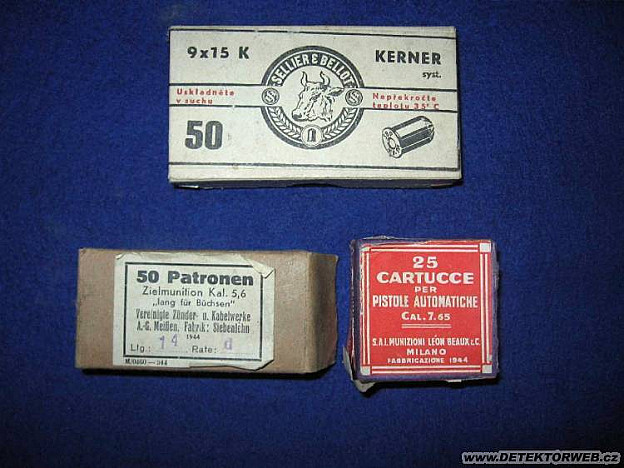 9x15 K
SELLIER & BELLOT
KERNER
syst.
Uskladněte
v suchu
Nepřekročte
teplotu 35° C
50
50 Patronen
Zielmunition Kal. 5,6
„lang für Büchsen"
Vereinigte Zünder- u. Kabelwerke
A.-G. Meißen, Fabrik: Siebenlehn
1944
Lfg.: 14 Rate: d
25
CARTUCCE
PER
PISTOLE AUTOMATICHE
CAL. 7.65
S.A.I. MUNIZIONI LÉON BEAUX & C.
MILANO
FABBRICAZIONE 1944
www.DETEKTORWEB.cz